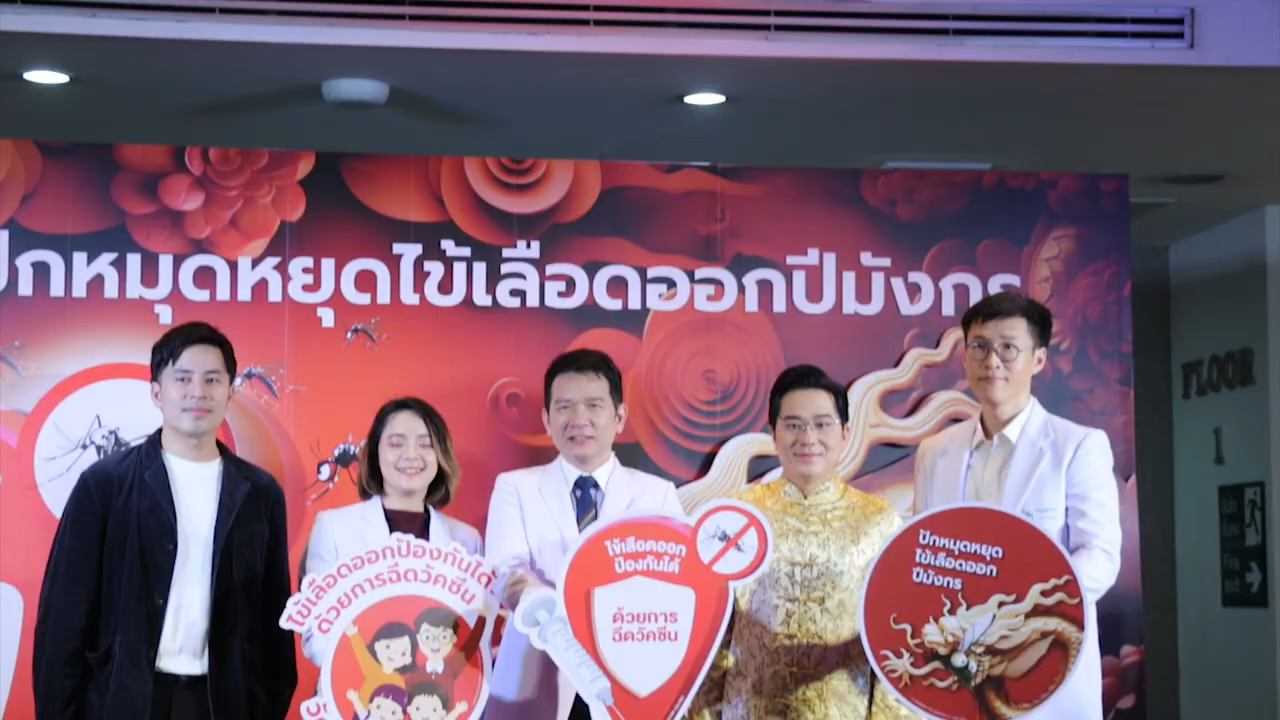 ปักหมุดหยุดไข้เลือดออกปีมังกร
FLOOR
1
ไข้เลือดออกป้องกันได้
ด้วยการฉีดวัคซีน
ไข้เลือดออก
ป้องกันได้
ด้วยการ
ฉีดวัคซีน
ปักหมุดหยุด
ไข้เลือดออก
ปีมังกร